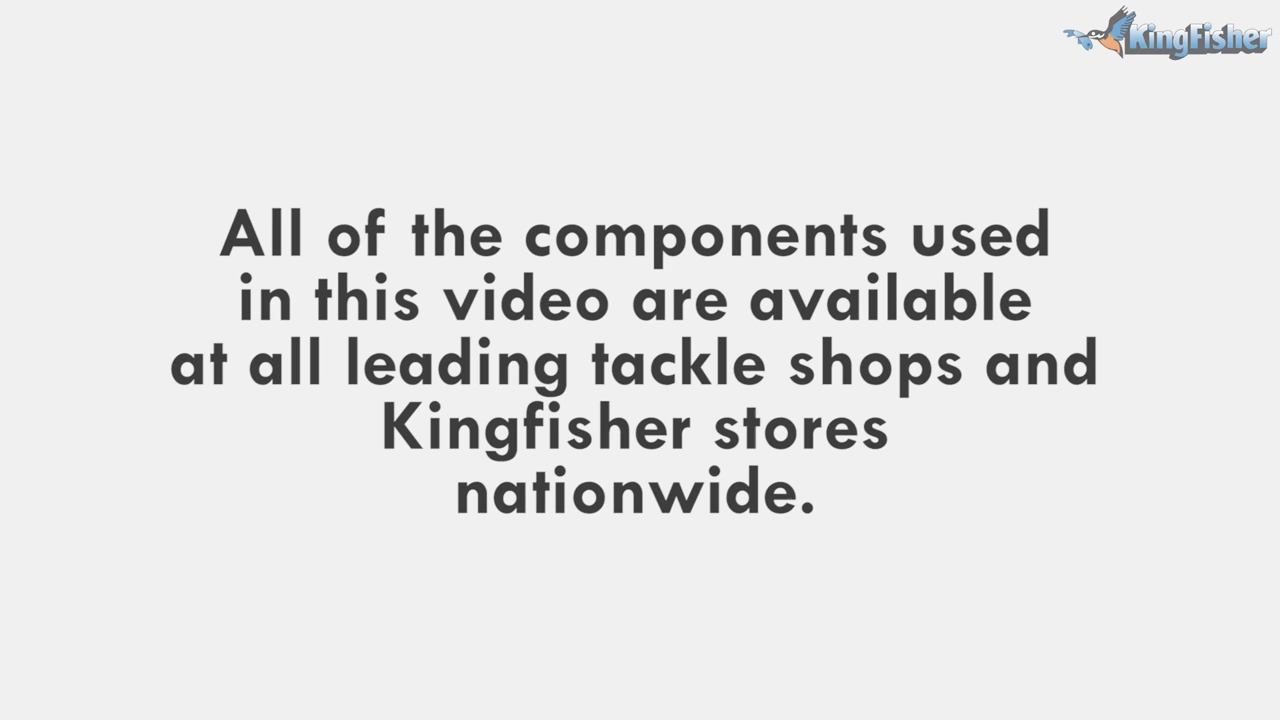 KingFisher
All of the components used
in this video are available
at all leading tackle shops and
Kingfisher stores
nationwide.